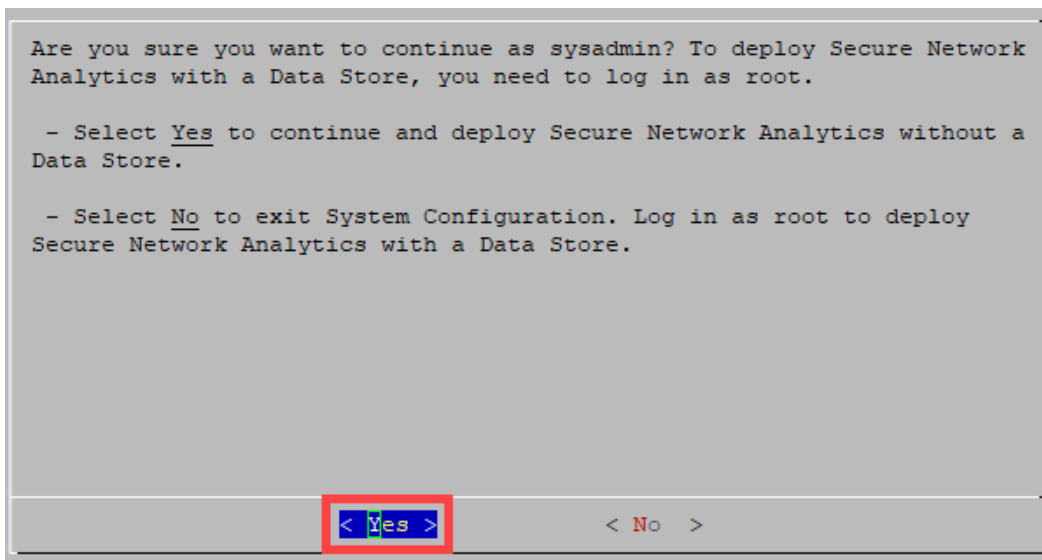 Are you sure you want to continue as sysadmin? To deploy Secure Network
Analytics with a Data Store, you need to log in as root.
- Select Yes to continue and deploy Secure Network Analytics without a
Data Store.
- Select No to exit System Configuration. Log in as root to deploy
Secure Network Analytics with a Data Store.
< Yes > < No >